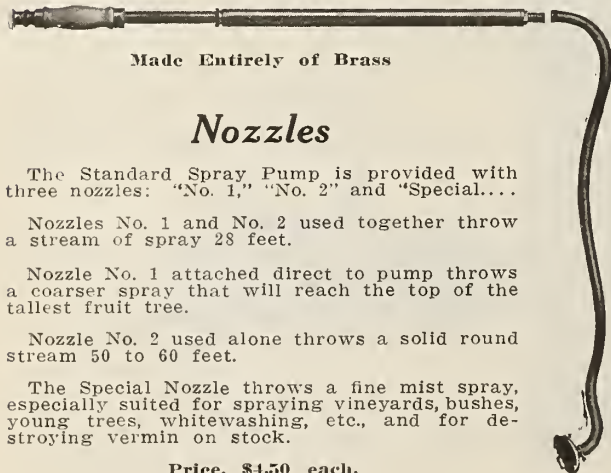 Made Entirely of Brass
Nozzles
The Standard Spray Pump is provided with
three nozzles: "No. 1," "No. 2" and "Special....
Nozzles No. 1 and No. 2 used together throw
a stream of spray 28 feet.
Nozzle No. 1 attached direct to pump throws
a coarser spray that will reach the top of the
tallest fruit tree.
Nozzle No. 2 used alone throws a solid round
stream 50 to 60 feet.
The Special Nozzle throws a fine mist spray,
especially suited for spraying vineyards, bushes,
young trees, whitewashing, etc., and for de-
stroying vermin on stock.
Price, $4.50 each.